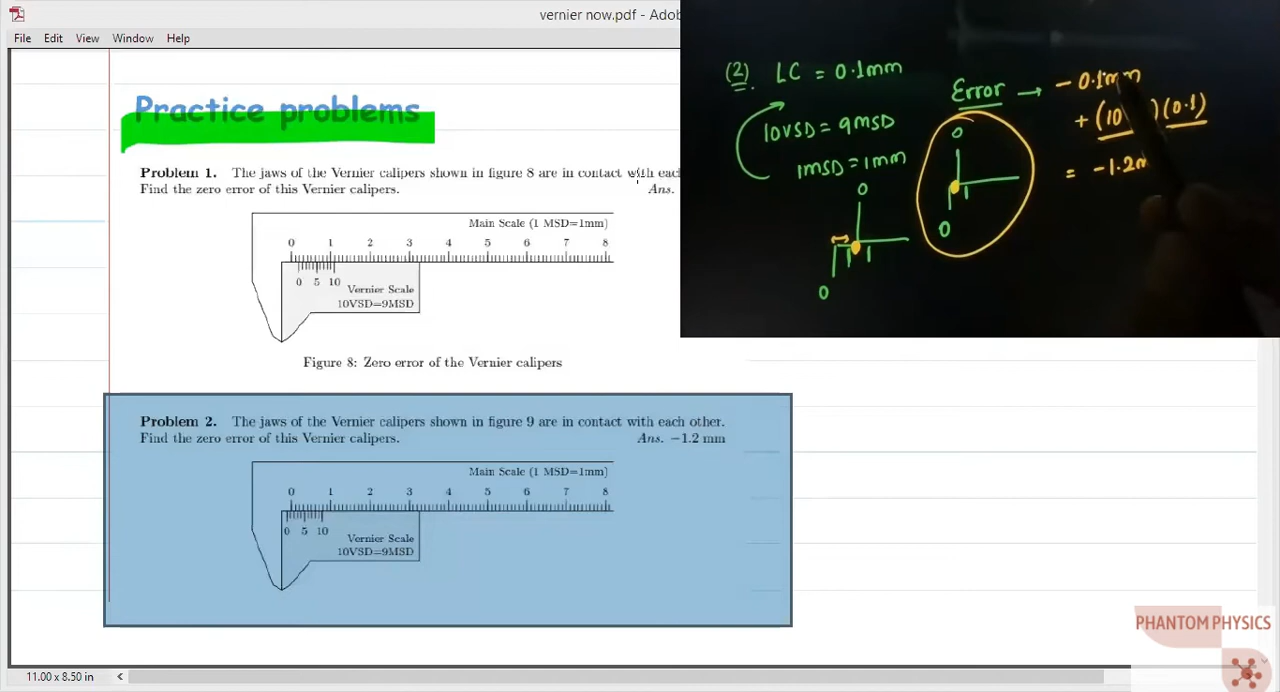 vernier now.pdf - Adob
File Edit View Window Help
Practice problems
Problem 1. The jaws of the Vernier calipers shown in figure 8 are in contact with each
Find the zero error of this Vernier calipers. Ans.
Main Scale (1 MSD=1mm)
0 1 2 3 4 5 6 7 8
0 5 10
Vernier Scale
10VSD=9MSD
Figure 8: Zero error of the Vernier calipers
Problem 2. The jaws of the Vernier calipers shown in figure 9 are in contact with each other.
Find the zero error of this Vernier calipers. Ans. −1.2 mm
Main Scale (1 MSD=1mm)
0 1 2 3 4 5 6 7 8
0 5 10
Vernier Scale
10VSD=9MSD
(2) LC = 0.1mm
10VSD = 9MSD
1MSD = 1mm
0
0
Error → - 0.1mm
+ (10 )(0.1)
= -1.2m
0
0
PHANTOM PHYSICS
11.00 x 8.50 in